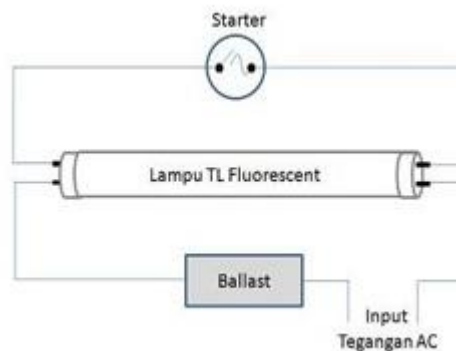 Starter
Lampu TL Fluorescent
Ballast
Input
Tegangan AC